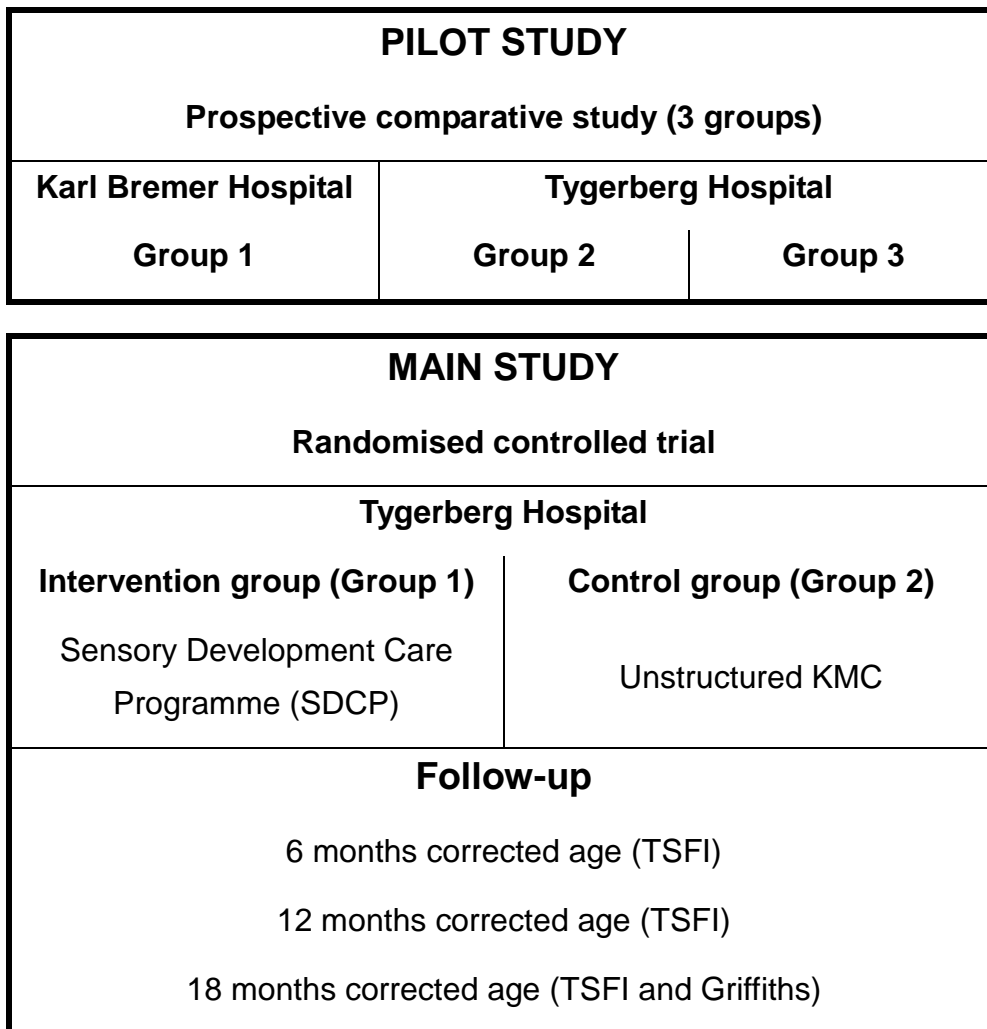 PILOT STUDY
Prospective comparative study (3 groups)
Karl Bremer Hospital
Tygerberg Hospital
Group 1
Group 2
Group 3
MAIN STUDY
Randomised controlled trial
Tygerberg Hospital
Intervention group (Group 1)
Sensory Development Care
Programme (SDCP)
Control group (Group 2)
Unstructured KMC
Follow-up
6 months corrected age (TSFI)
12 months corrected age (TSFI)
18 months corrected age (TSFI and Griffiths)